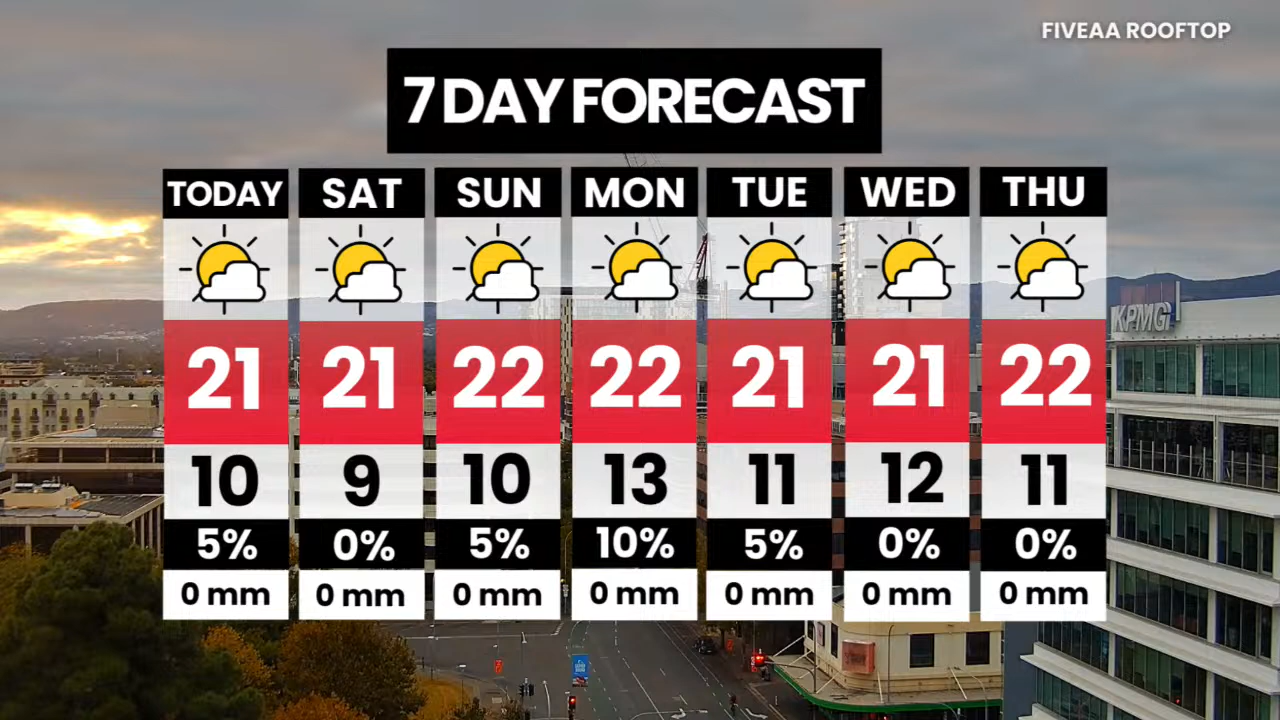 FIVEAA ROOFTOP
7 DAY FORECAST
TODAY SAT SUN MON TUE WED THU
21 21 22 22 21 21 22
10 9 10 13 11 12 11
5% 0% 5% 10% 5% 0% 0%
0 mm 0 mm 0 mm 0 mm 0 mm 0 mm 0 mm
KPMG